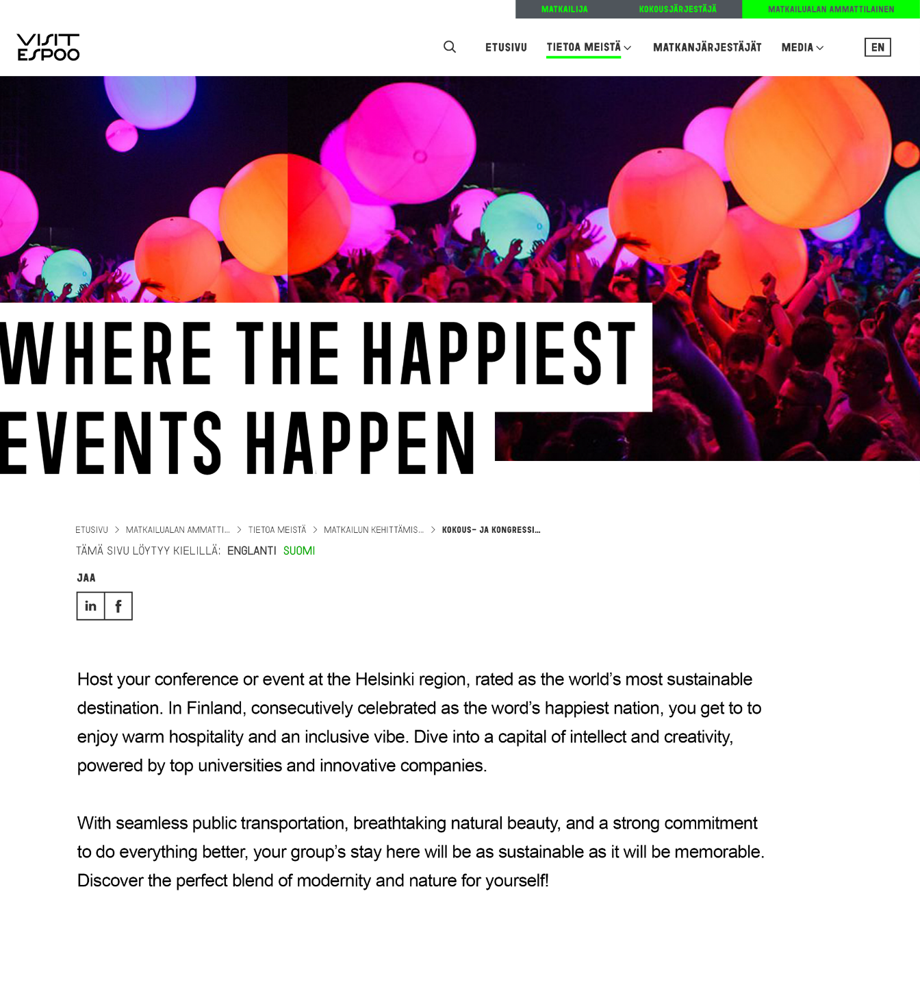 MATKAILIJA KOKOUSJÄRJESTÄJÄ MATKAILUALAN AMMATTILAINEN
VISIT
ESPOO
ETUSIVU TIETOA MEISTÄ MATKANJÄRJESTÄJÄT MEDIA EN
WHERE THE HAPPIEST
EVENTS HAPPEN
ETUSIVU > MATKAILUALAN AMMATTI... > TIETOA MEISTÄ > MATKAILUN KEHITTÄMIS... > KOKOUS- JA KONGRESSI...
TÄMÄ SIVU LÖYTYY KIELILLÄ: ENGLANTI SUOMI
JAA
in f
Host your conference or event at the Helsinki region, rated as the world’s most sustainable
destination. In Finland, consecutively celebrated as the word’s happiest nation, you get to to
enjoy warm hospitality and an inclusive vibe. Dive into a capital of intellect and creativity,
powered by top universities and innovative companies.
With seamless public transportation, breathtaking natural beauty, and a strong commitment
to do everything better, your group’s stay here will be as sustainable as it will be memorable.
Discover the perfect blend of modernity and nature for yourself!